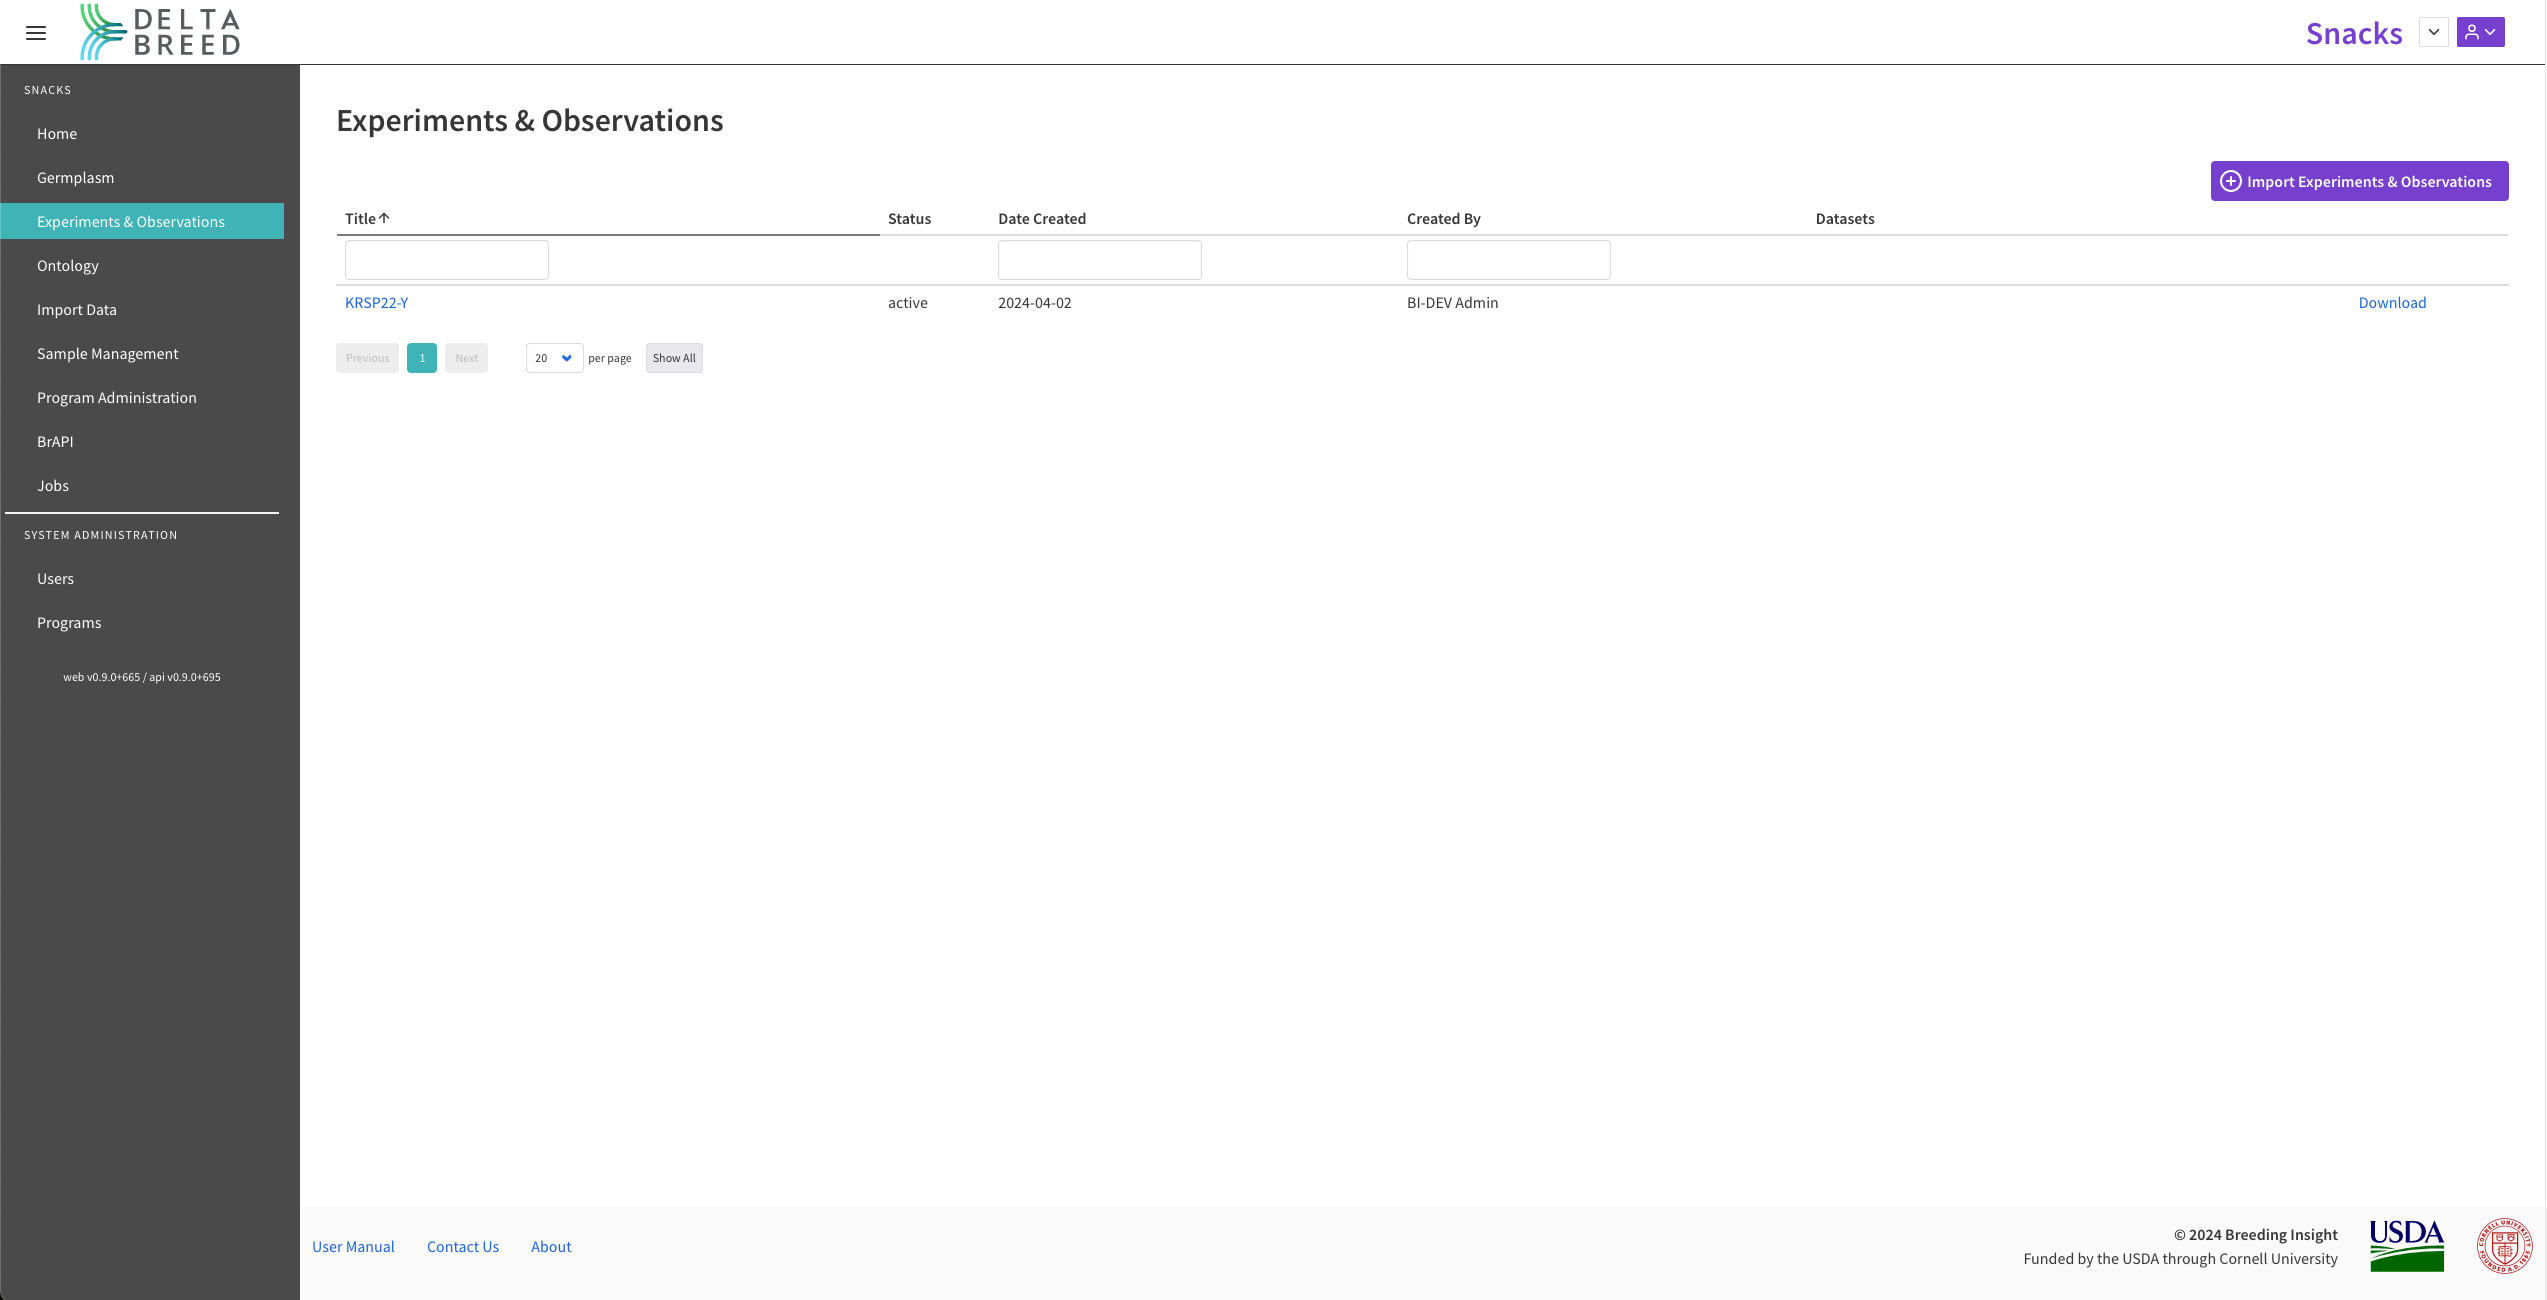 DELTA
BREED
Snacks
SNACKS
Home
Germplasm
Experiments & Observations
Ontology
Import Data
Sample Management
Program Administration
BrAPI
Jobs
SYSTEM ADMINISTRATION
Users
Programs
web v0.9.0+665 / api v0.9.0+695
Experiments & Observations
Import Experiments & Observations
Title Status Date Created Created By Datasets
KRSP22-Y active 2024-04-02 BI-DEV Admin Download
Previous 1 Next 20 per page Show All
User Manual Contact Us About
© 2024 Breeding Insight
Funded by the USDA through Cornell University
USDA
CORNELL UNIVERSITY
FOUNDED A.D. 1865